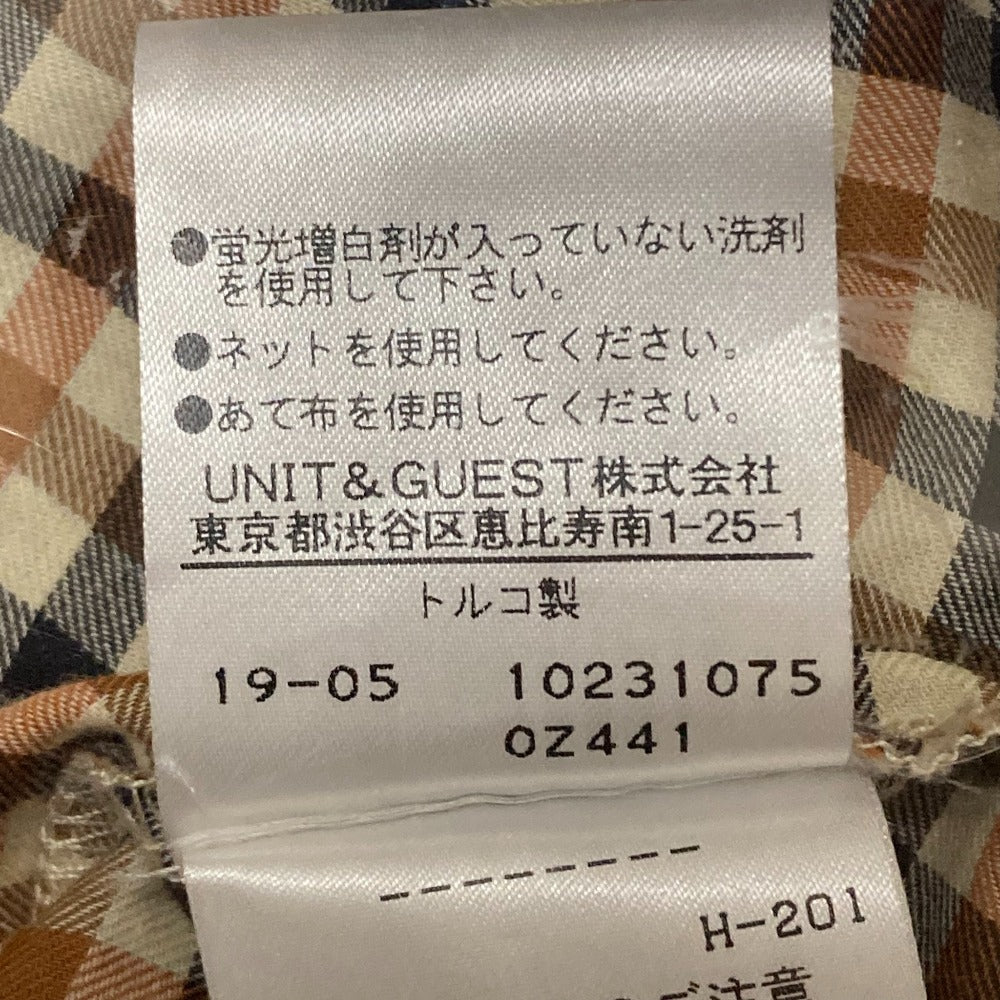 ●蛍光増白剤が入っていない洗剤
を使用して下さい。
●ネットを使用してください。
●あて布を使用してください。
UNIT&GUEST株式会社
東京都渋谷区恵比寿南1-25-1
トルコ製
19-05 10231075
OZ441
--------
H-201
ご注意